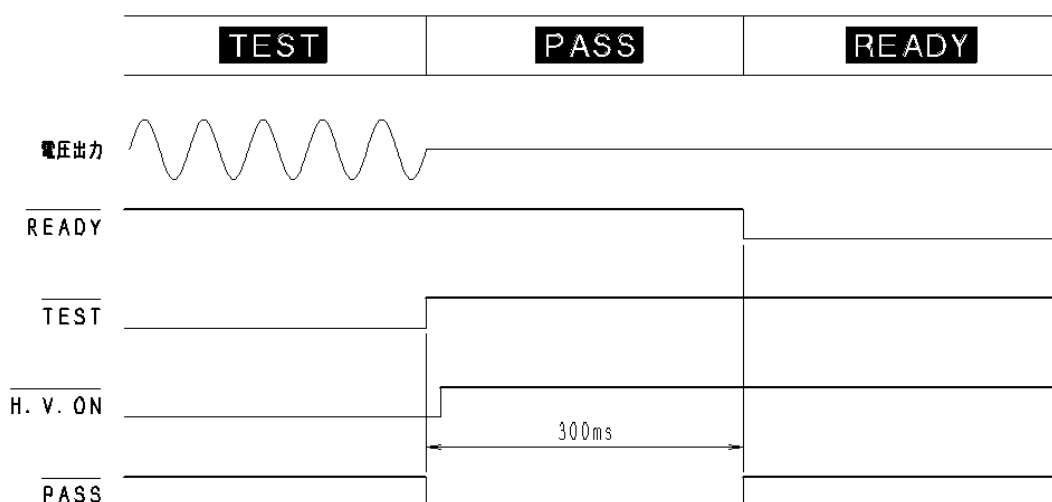 TEST PASS READY
電圧出力
READY
TEST
H. V. ON
300ms
PASS